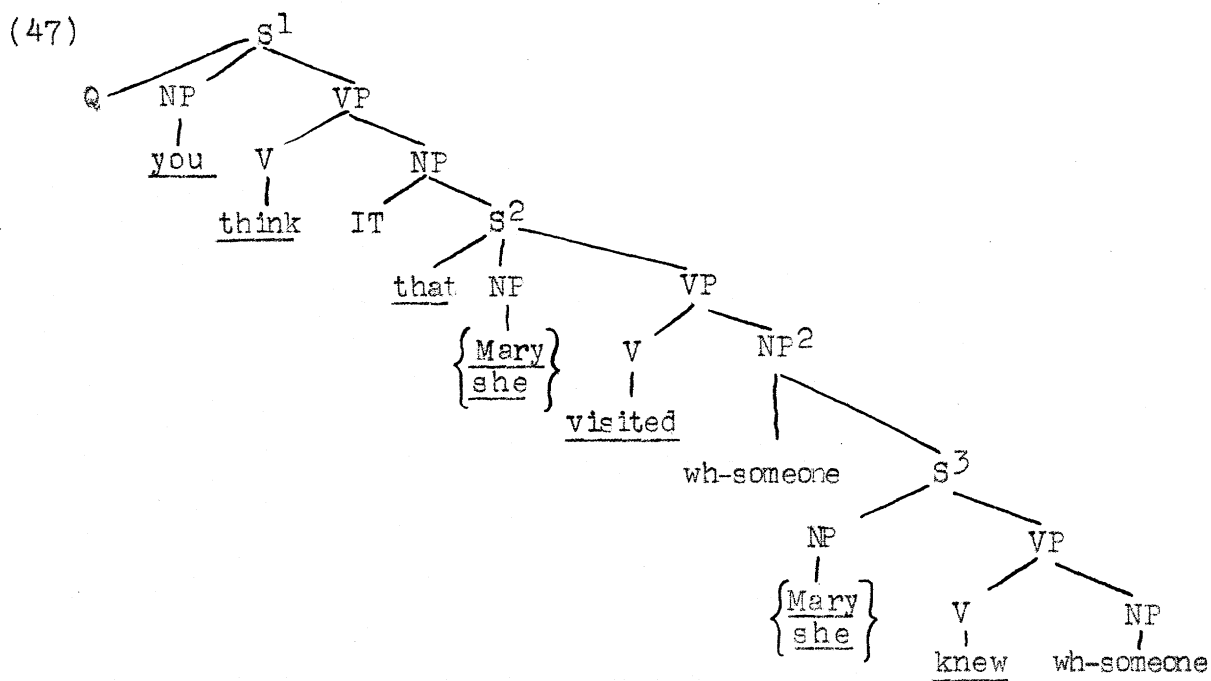 (47) S1
Q NP VP
you V NP
think IT S2
that NP VP
{Mary V NP2
she}
visited
wh-someone S3
NP VP
{Mary V NP
she}
knew wh-someone